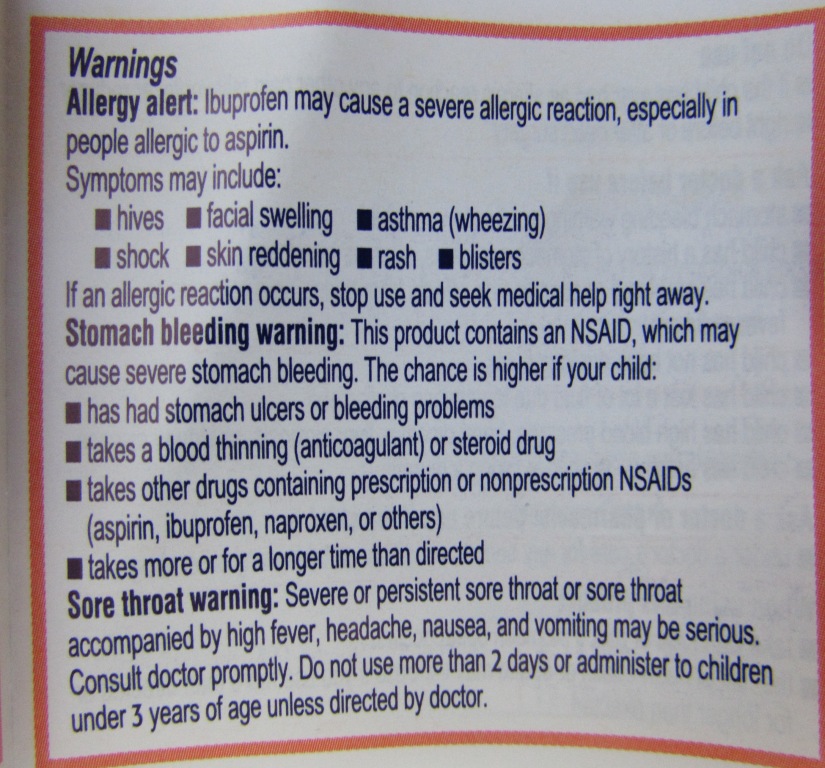 Warnings
Allergy alert: Ibuprofen may cause a severe allergic reaction, especially in
people allergic to aspirin.
Symptoms may include:
■ hives ■ facial swelling ■ asthma (wheezing)
■ shock ■ skin reddening ■ rash ■ blisters
If an allergic reaction occurs, stop use and seek medical help right away.
Stomach bleeding warning: This product contains an NSAID, which may
cause severe stomach bleeding. The chance is higher if your child:
■ has had stomach ulcers or bleeding problems
■ takes a blood thinning (anticoagulant) or steroid drug
■ takes other drugs containing prescription or nonprescription NSAIDs
(aspirin, ibuprofen, naproxen, or others)
■ takes more or for a longer time than directed
Sore throat warning: Severe or persistent sore throat or sore throat
accompanied by high fever, headache, nausea, and vomiting may be serious.
Consult doctor promptly. Do not use more than 2 days or administer to children
under 3 years of age unless directed by doctor.